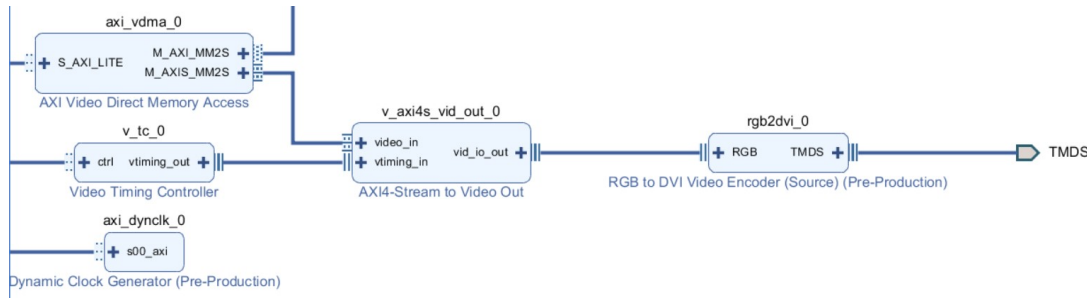 axi_vdma_0
S_AXI_LITE
M_AXI_MM2S
M_AXIS_MM2S
AXI Video Direct Memory Access
v_tc_0
ctrl vtiming_out
Video Timing Controller
axi_dynclk_0
s00_axi
Dynamic Clock Generator (Pre-Production)
v_axi4s_vid_out_0
video_in
vtiming_in
vid_io_out
AXI4-Stream to Video Out
rgb2dvi_0
RGB TMDS
RGB to DVI Video Encoder (Source) (Pre-Production)
TMDS